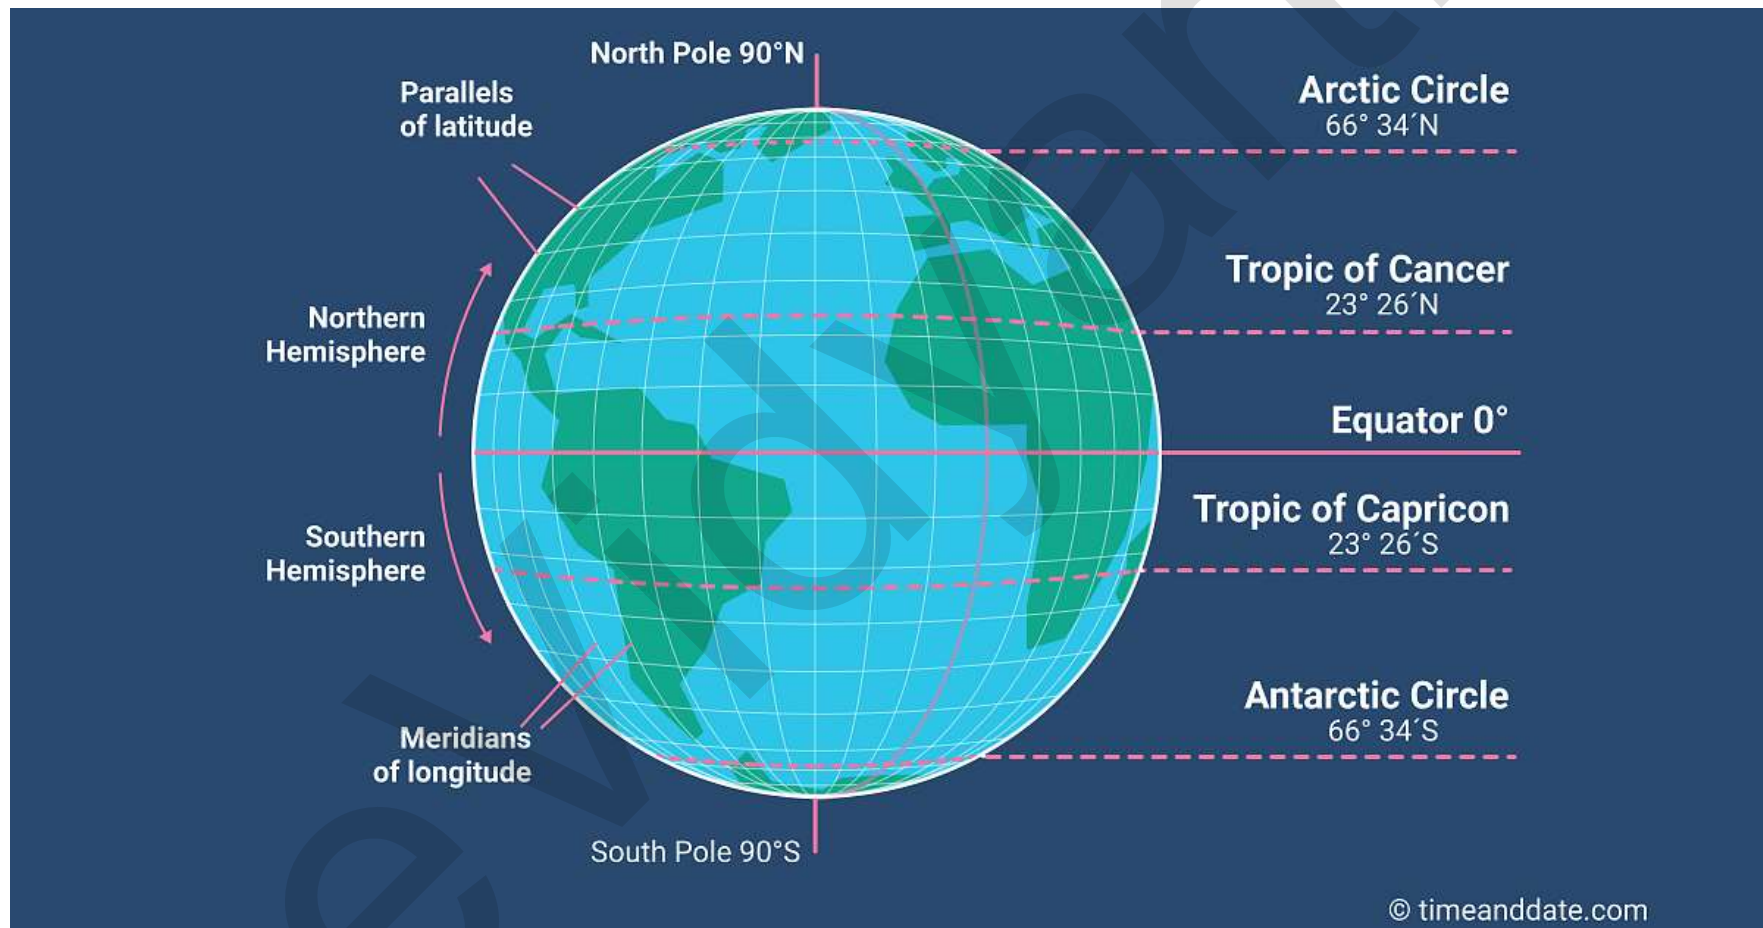 North Pole 90°N
Parallels
of latitude
Arctic Circle
66° 34´N
Tropic of Cancer
23° 26´N
Northern
Hemisphere
Equator 0°
Tropic of Capricon
23° 26´S
Southern
Hemisphere
Antarctic Circle
66° 34´S
Meridians
of longitude
South Pole 90°S
© timeanddate.com